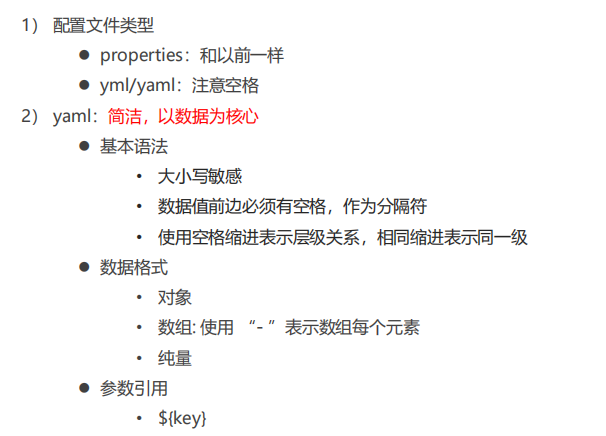 1） 配置文件类型
● properties：和以前一样
● yml/yaml：注意空格
2） yaml：简洁，以数据为核心
● 基本语法
• 大小写敏感
• 数据值前边必须有空格，作为分隔符
• 使用空格缩进表示层级关系，相同缩进表示同一级
● 数据格式
• 对象
• 数组: 使用 “- ”表示数组每个元素
• 纯量
● 参数引用
• ${key}